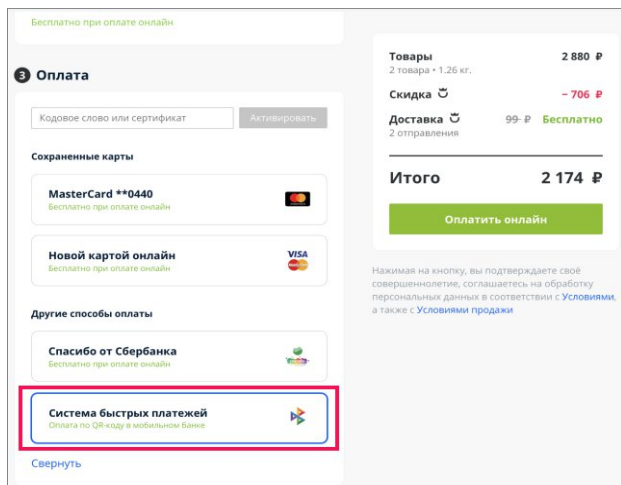 Бесплатно при оплате онлайн
3 Оплата
Кодовое слово или сертификат
Активировать
Сохраненные карты
MasterCard **0440
Бесплатно при оплате онлайн
Новой картой онлайн
VISA
Бесплатно при оплате онлайн
Другие способы оплаты
Спасибо от Сбербанка
Бесплатно при оплате онлайн
Система быстрых платежей
Оплата по QR-коду в мобильном банке
Свернуть
Товары 2 880 ₽
2 товара • 1.26 кг.
Скидка − 706 ₽
Доставка 99 ₽ Бесплатно
2 отправления
Итого 2 174 ₽
Оплатить онлайн
Нажимая на кнопку, вы подтверждаете своё
совершеннолетие, соглашаетесь на обработку
персональных данных в соответствии с Условиями,
а также с Условиями продажи